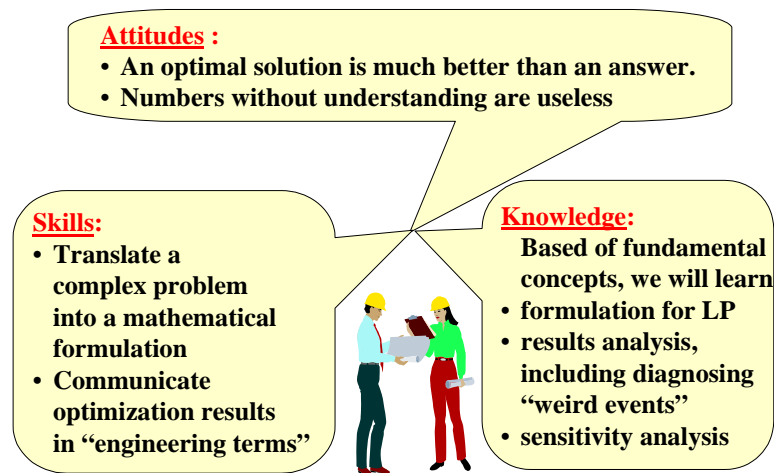 Attitudes :
• An optimal solution is much better than an answer.
• Numbers without understanding are useless
Skills:
• Translate a
complex problem
into a mathematical
formulation
• Communicate
optimization results
in “engineering terms”
Knowledge:
Based of fundamental
concepts, we will learn
• formulation for LP
• results analysis,
including diagnosing
“weird events”
• sensitivity analysis